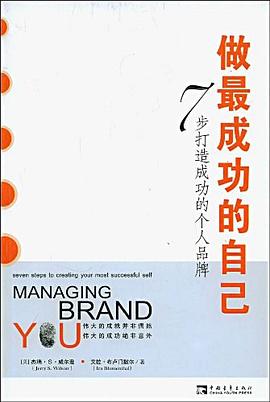 做最成功的自己
7步打造成功的个人品牌
seven steps to creating your most successful self
MANAGING
BRAND
YOU
伟大的成就并非偶然
伟大的成功绝非意外
[美]杰瑞·S·威尔逊
(Jerry S. Wilson)
艾拉·布卢门撒尔 / 著
(Ira Blumenthal)
中国青年出版社
CHINA YOUTH PRESS